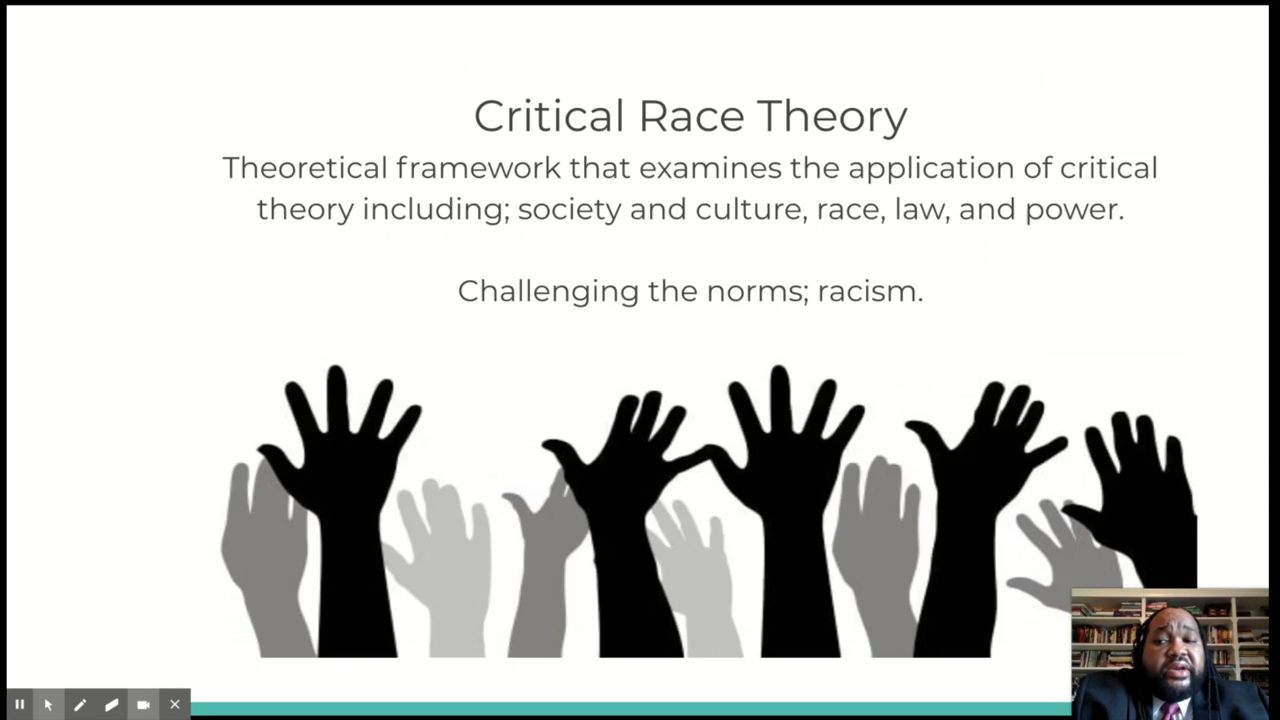 Critical Race Theory
Theoretical framework that examines the application of critical
theory including; society and culture, race, law, and power.
Challenging the norms; racism.